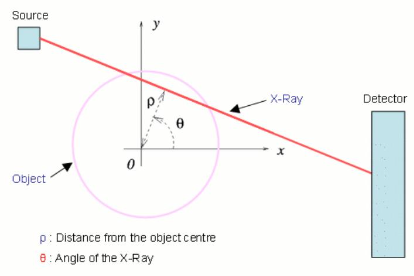 Source
y
Detector
ρ
X-Ray
θ
0
x
Object
ρ : Distance from the object centre
θ : Angle of the X-Ray